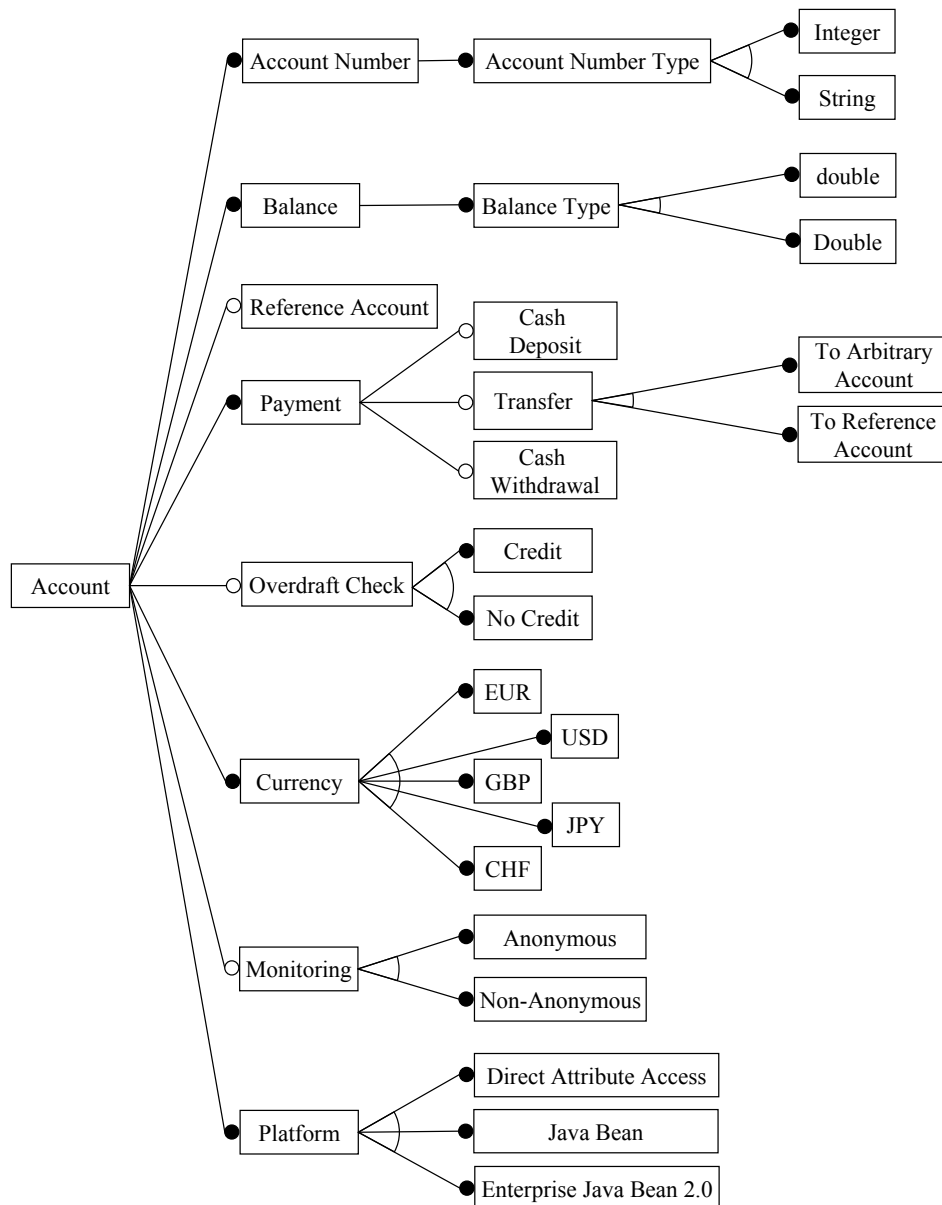 Account
Account Number
Account Number Type
Integer
String
Balance
Balance Type
double
Double
Reference Account
Payment
Cash
Deposit
Transfer
To Arbitrary
Account
To Reference
Account
Cash
Withdrawal
Overdraft Check
Credit
No Credit
Currency
EUR
USD
GBP
JPY
CHF
Monitoring
Anonymous
Non-Anonymous
Platform
Direct Attribute Access
Java Bean
Enterprise Java Bean 2.0